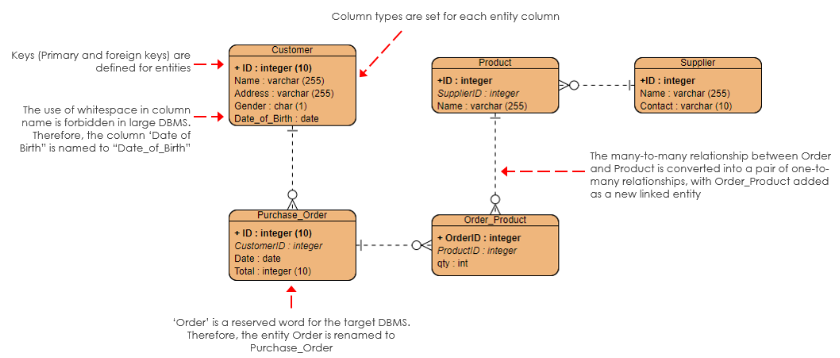 Column types are set for each entity column
Keys (Primary and foreign keys) are
defined for entities
The use of whitespace in column
name is forbidden in large DBMS.
Therefore, the column ‘Date of
Birth” is named to “Date_of_Birth”
Customer
+ ID : integer (10)
Name : varchar (255)
Address : varchar (255)
Gender : char (1)
Date_of_Birth : date
Product
+ID : integer
SupplierID : integer
Name : varchar (255)
Supplier
+ID : integer
Name : varchar (255)
Contact : varchar (10)
The many-to-many relationship between Order
and Product is converted into a pair of one-to-
many relationships, with Order_Product added
as a new linked entity
Purchase_Order
+ ID : integer (10)
CustomerID : integer
Date : date
Total : integer (10)
Order_Product
+ OrderID : integer
ProductID : integer
qty : int
‘Order’ is a reserved word for the target DBMS.
Therefore, the entity Order is renamed to
Purchase_Order